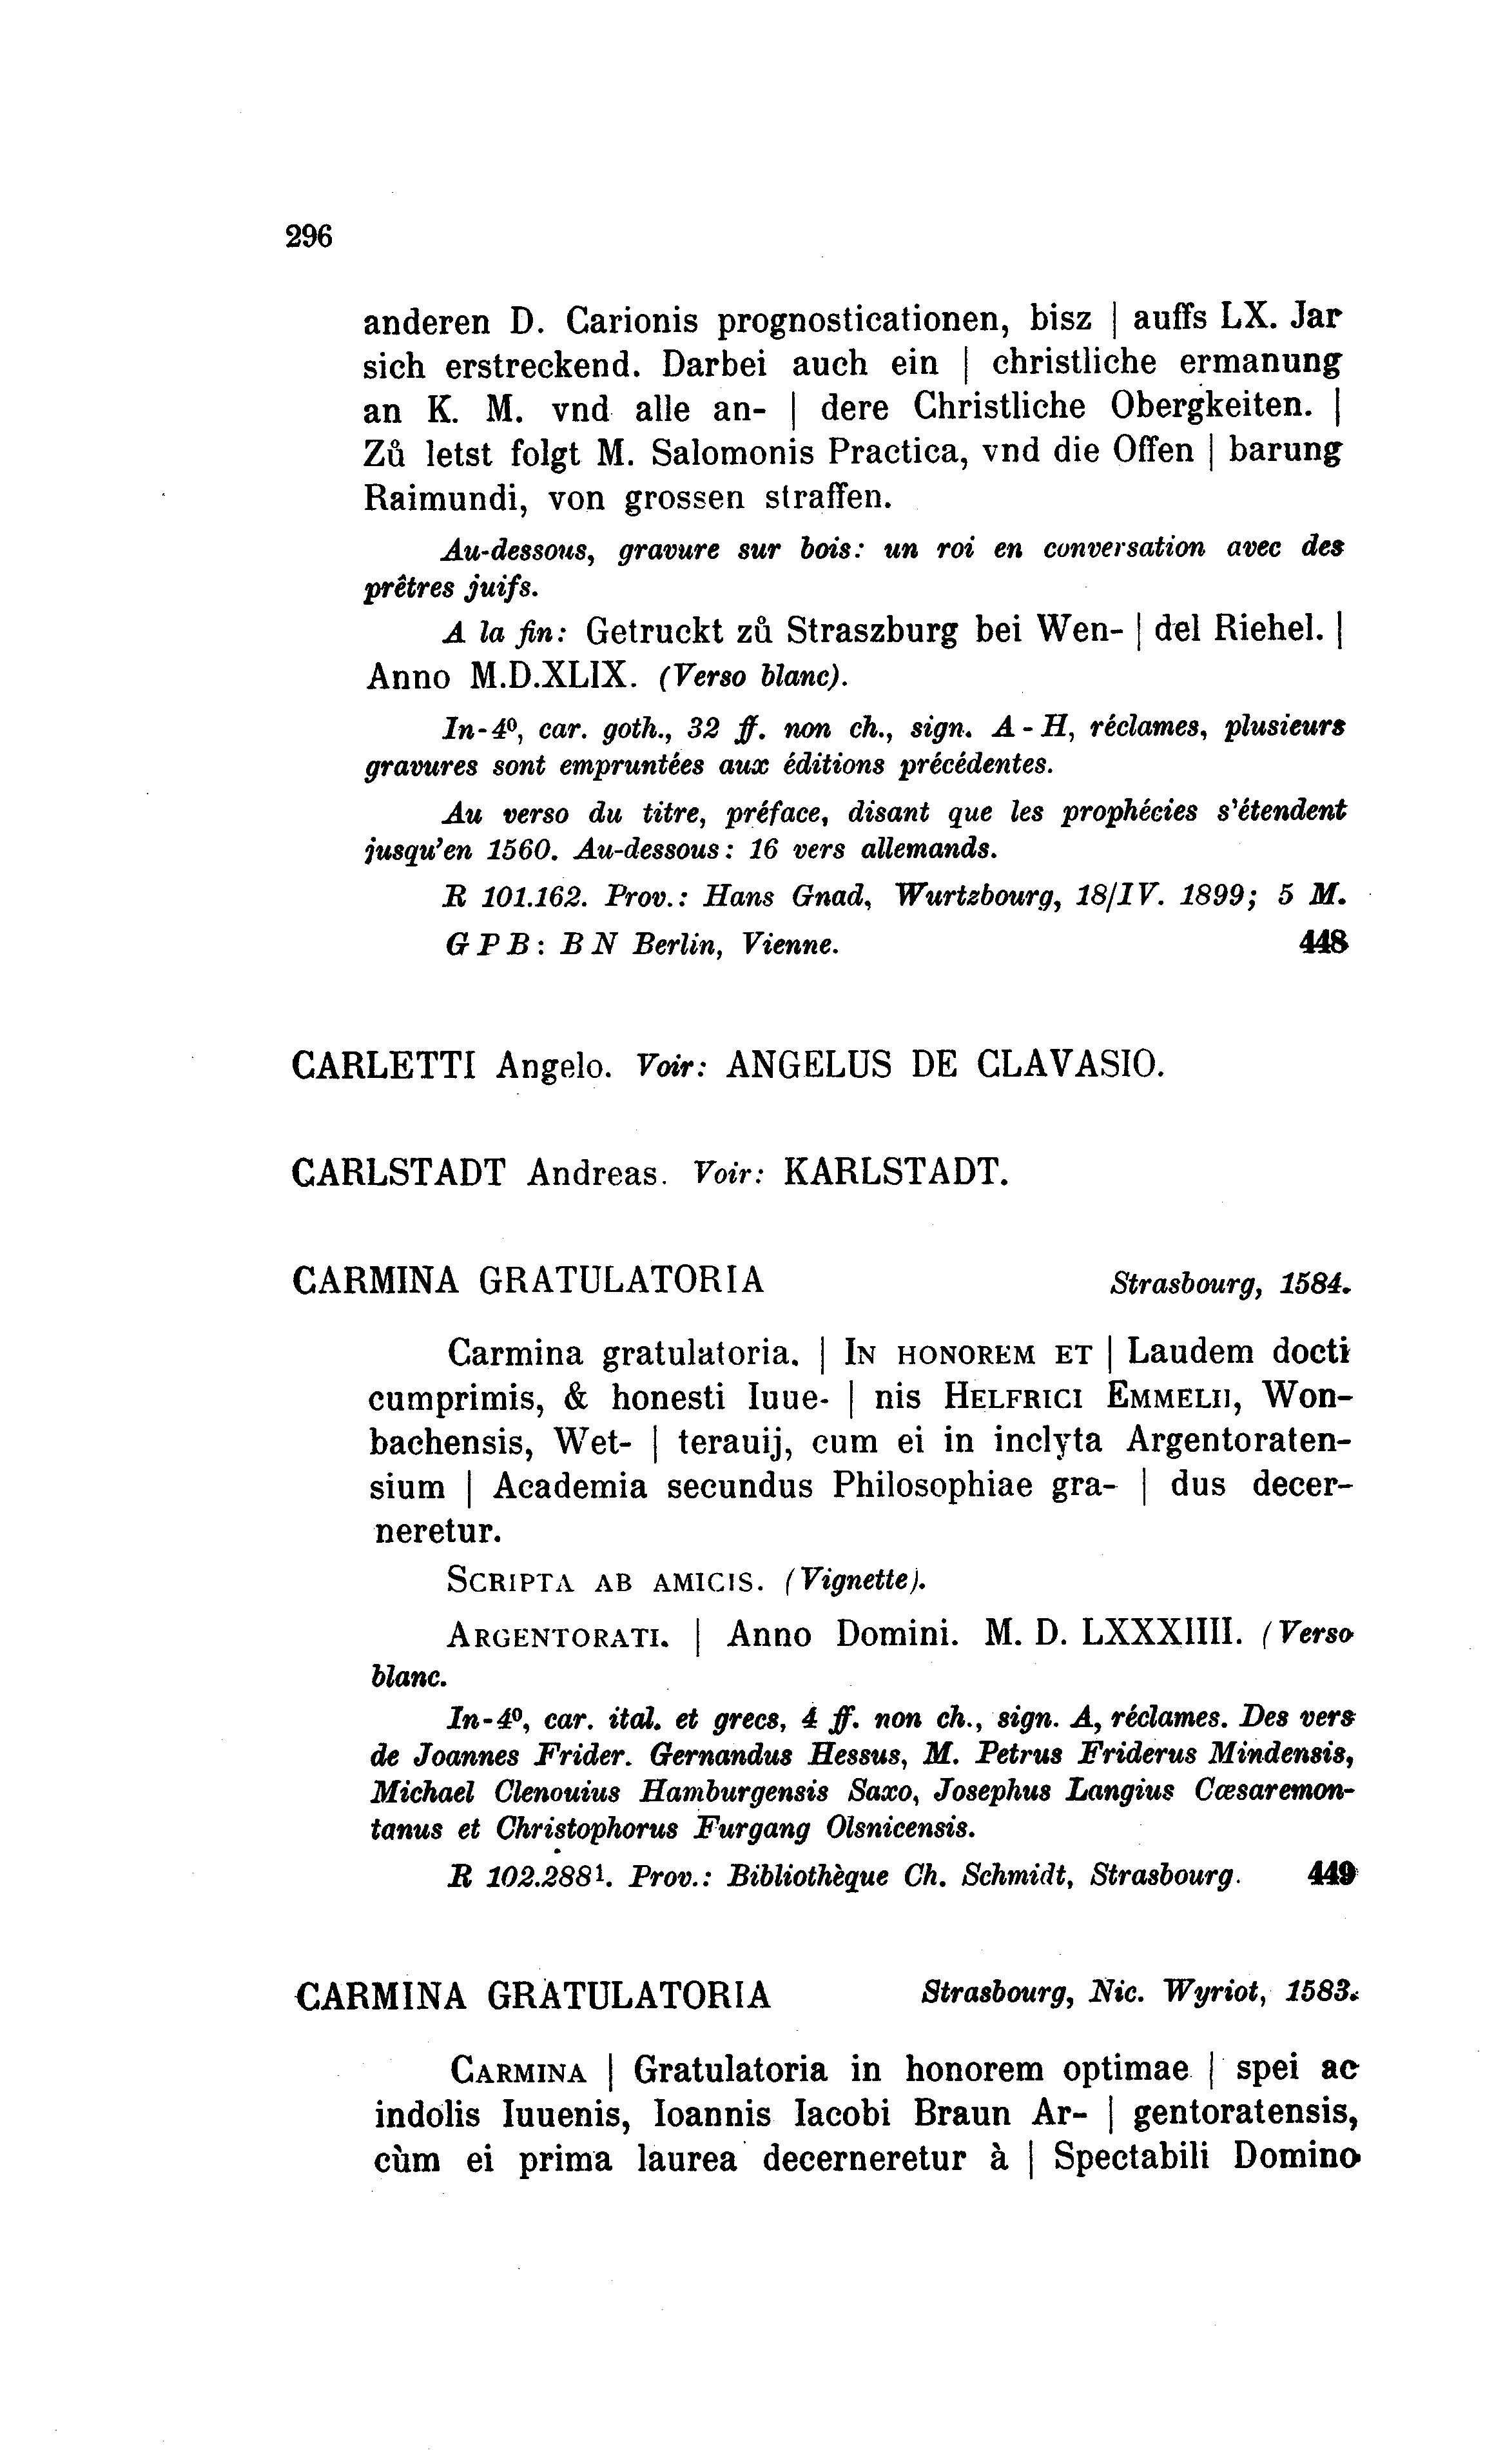 296
anderen D. Carionis prognosticationen, bisz | auffs LX. Jar
sich erstreckend. Darbei auch ein | christliche ermanung
an K. M. vnd alle an- | dere Christliche Obergkeiten. |
Zů letst folgt M. Salomonis Practica, vnd die Offen | barung
Raimundi, von grossen straffen.
Au-dessous, gravure sur bois: un roi en conversation avec des
prêtres juifs.
A la fin: Getruckt zů Straszburg bei Wen- | del Riehel. |
Anno M.D.XLIX. (Verso blanc).
In-4º, car. goth., 32 ff. non ch., sign. A - H, réclames, plusieurs
gravures sont empruntées aux éditions précédentes.
Au verso du titre, préface, disant que les prophécies s'étendent
jusqu'en 1560. Au-dessous: 16 vers allemands.
R 101.162. Prov.: Hans Gnad, Wurtzbourg, 18/IV. 1899; 5 M.
G P B: B N Berlin, Vienne. 448
CARLETTI Angelo. Voir: ANGELUS DE CLAVASIO.
CARLSTADT Andreas. Voir: KARLSTADT.
CARMINA GRATULATORIA Strasbourg, 1584.
Carmina gratulatoria. | IN HONOREM ET | Laudem docti
cumprimis, & honesti Iuue- | nis HELFRICI EMMELII, Won-
bachensis, Wet- | terauij, cum ei in inclyta Argentoraten-
sium | Academia secundus Philosophiae gra- | dus decer-
neretur.
SCRIPTA AB AMICIS. (Vignette).
ARGENTORATI. | Anno Domini. M. D. LXXXIIII. (Verso
blanc.
In-4º, car. ital. et grecs, 4 ff. non ch., sign. A, réclames. Des vers
de Joannes Frider. Gernandus Hessus, M. Petrus Friderus Mindensis,
Michael Clenouius Hamburgensis Saxo, Josephus Langius Cæsaremon-
tanus et Christophorus Furgang Olsnicensis.
R 102.288¹. Prov.: Bibliothèque Ch. Schmidt, Strasbourg. 449
CARMINA GRATULATORIA Strasbourg, Nic. Wyriot, 1583.
CARMINA | Gratulatoria in honorem optimae | spei ac
indolis Iuuenis, Ioannis Iacobi Braun Ar- | gentoratensis,
cùm ei prima laurea decerneretur à | Spectabili Domino